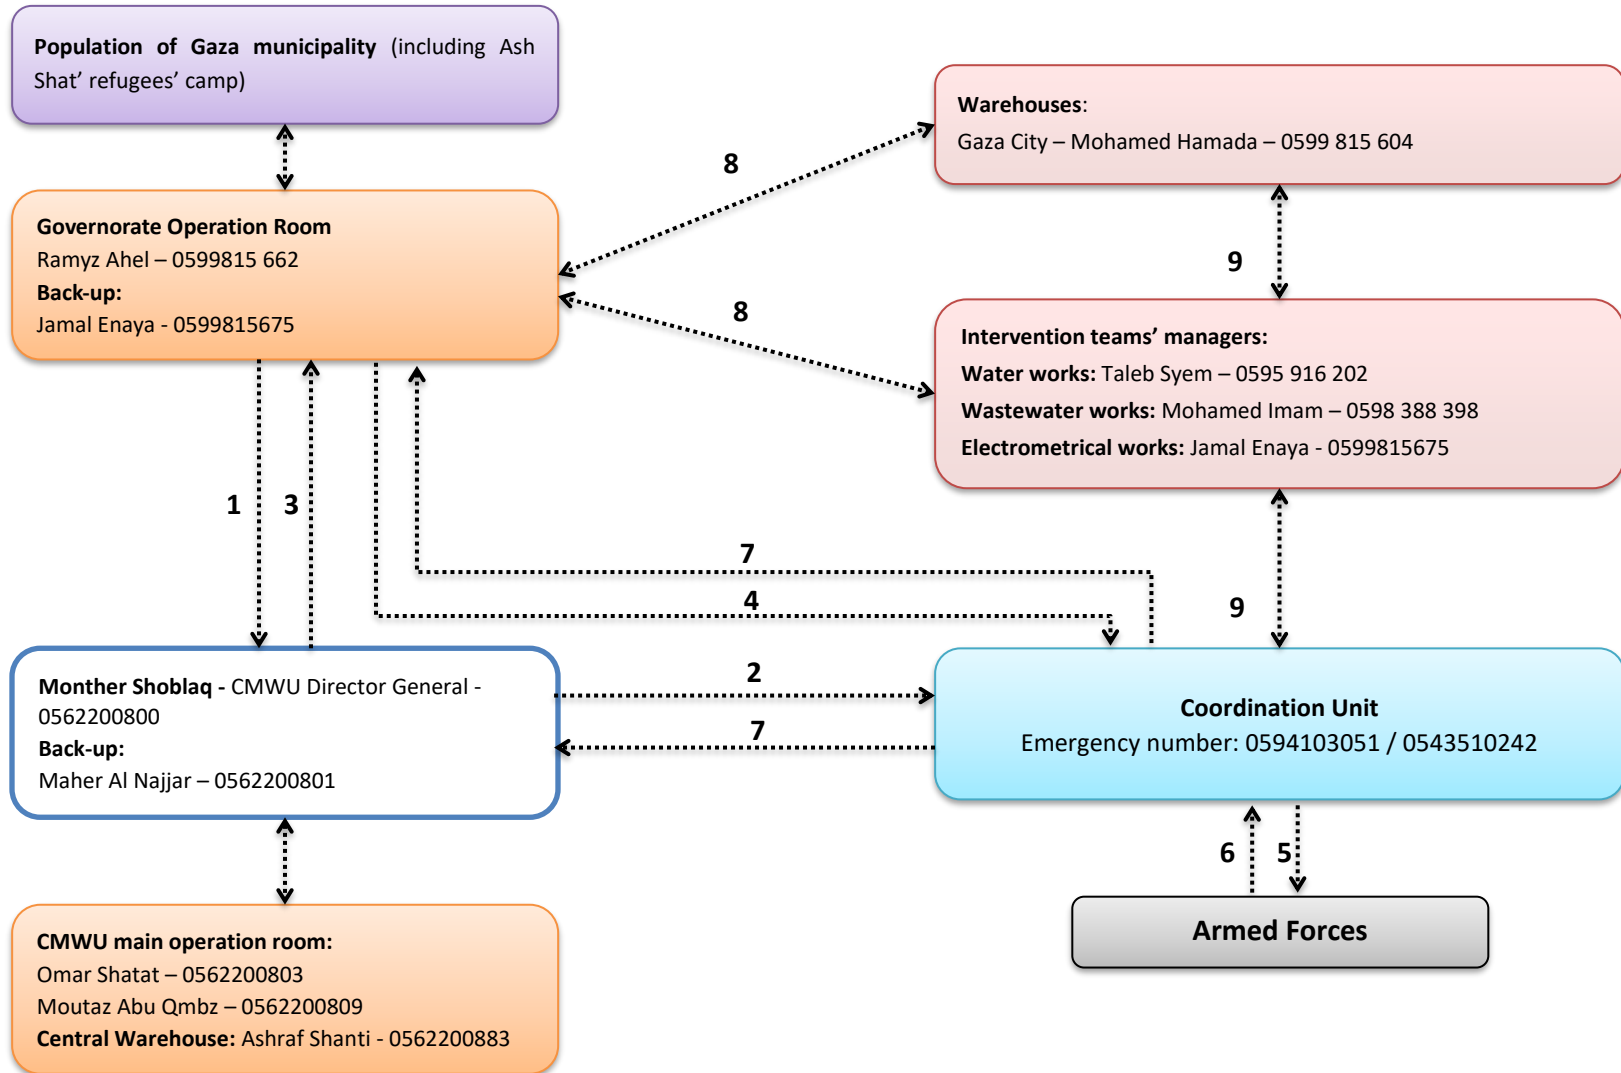 Population of Gaza municipality (including Ash
Shat’ refugees’ camp)
Warehouses:
Gaza City – Mohamed Hamada – 0599 815 604
8
Governorate Operation Room
Ramyz Ahel – 0599815 662
Back-up:
Jamal Enaya - 0599815675
9
8
Intervention teams’ managers:
Water works: Taleb Syem – 0595 916 202
Wastewater works: Mohamed Imam – 0598 388 398
Electrometrical works: Jamal Enaya - 0599815675
1
3
7
4
9
Monther Shoblaq - CMWU Director General -
0562200800
Back-up:
Maher Al Najjar – 0562200801
2
7
Coordination Unit
Emergency number: 0594103051 / 0543510242
6
5
Armed Forces
CMWU main operation room:
Omar Shatat – 0562200803
Moutaz Abu Qmbz – 0562200809
Central Warehouse: Ashraf Shanti - 0562200883